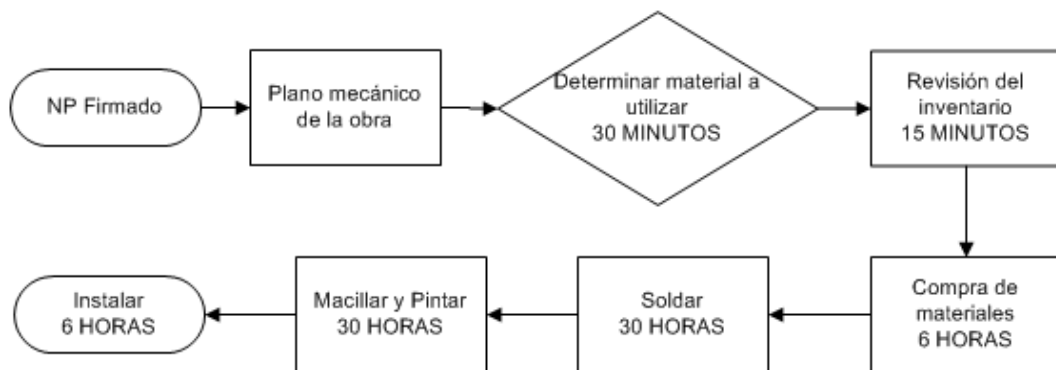 NP Firmado
Plano mecánico
de la obra
Determinar material a
utilizar
30 MINUTOS
Revisión del
inventario
15 MINUTOS
Compra de
materiales
6 HORAS
Soldar
30 HORAS
Macillar y Pintar
30 HORAS
Instalar
6 HORAS